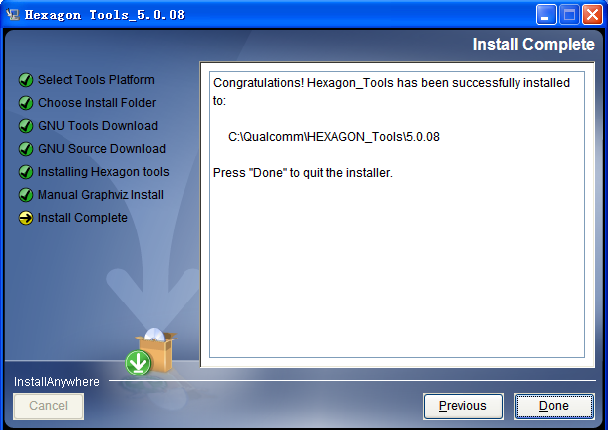 Hexagon Tools_5.0.08
Install Complete
Select Tools Platform
Choose Install Folder
GNU Tools Download
GNU Source Download
Installing Hexagon tools
Manual Graphviz Install
Install Complete
Congratulations! Hexagon_Tools has been successfully installed
to:
C:\Qualcomm\HEXAGON_Tools\5.0.08
Press "Done" to quit the installer.
InstallAnywhere
Cancel
Previous
Done